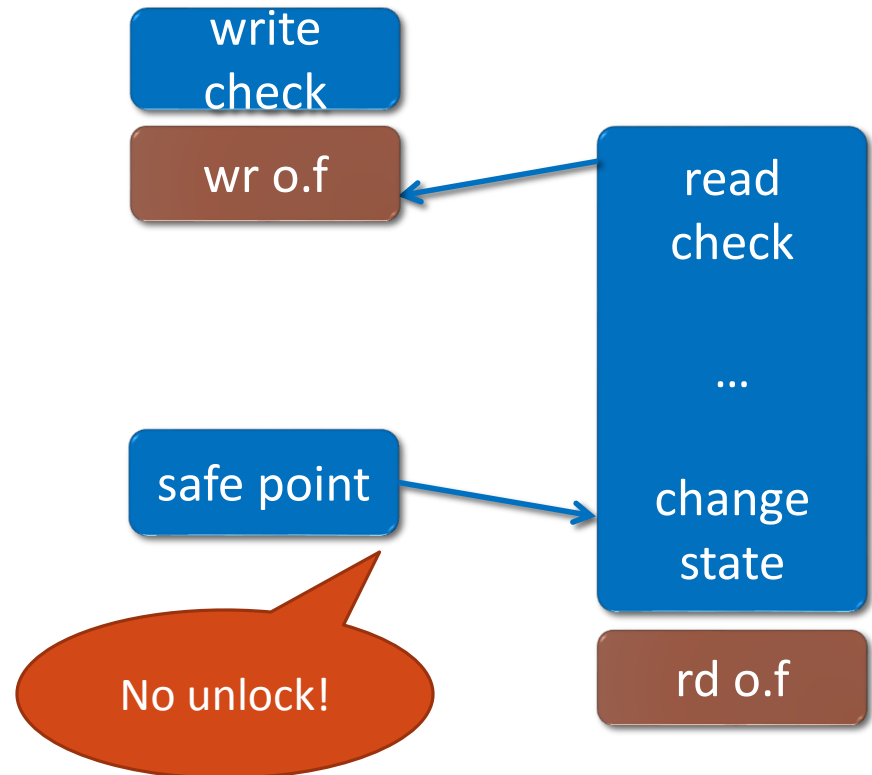 write
check
wr o.f
read
check
...
safe point
change
state
No unlock!
rd o.f